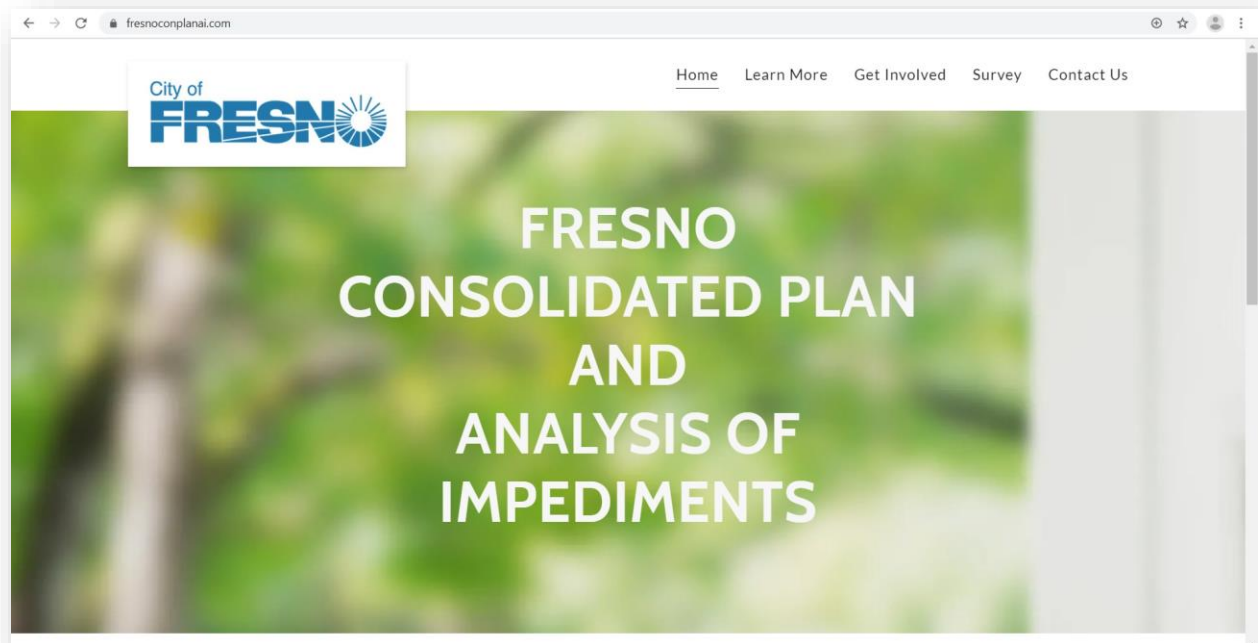 fresnoconplanai.com
City of
FRESNO
Home Learn More Get Involved Survey Contact Us
FRESNO
CONSOLIDATED PLAN
AND
ANALYSIS OF
IMPEDIMENTS